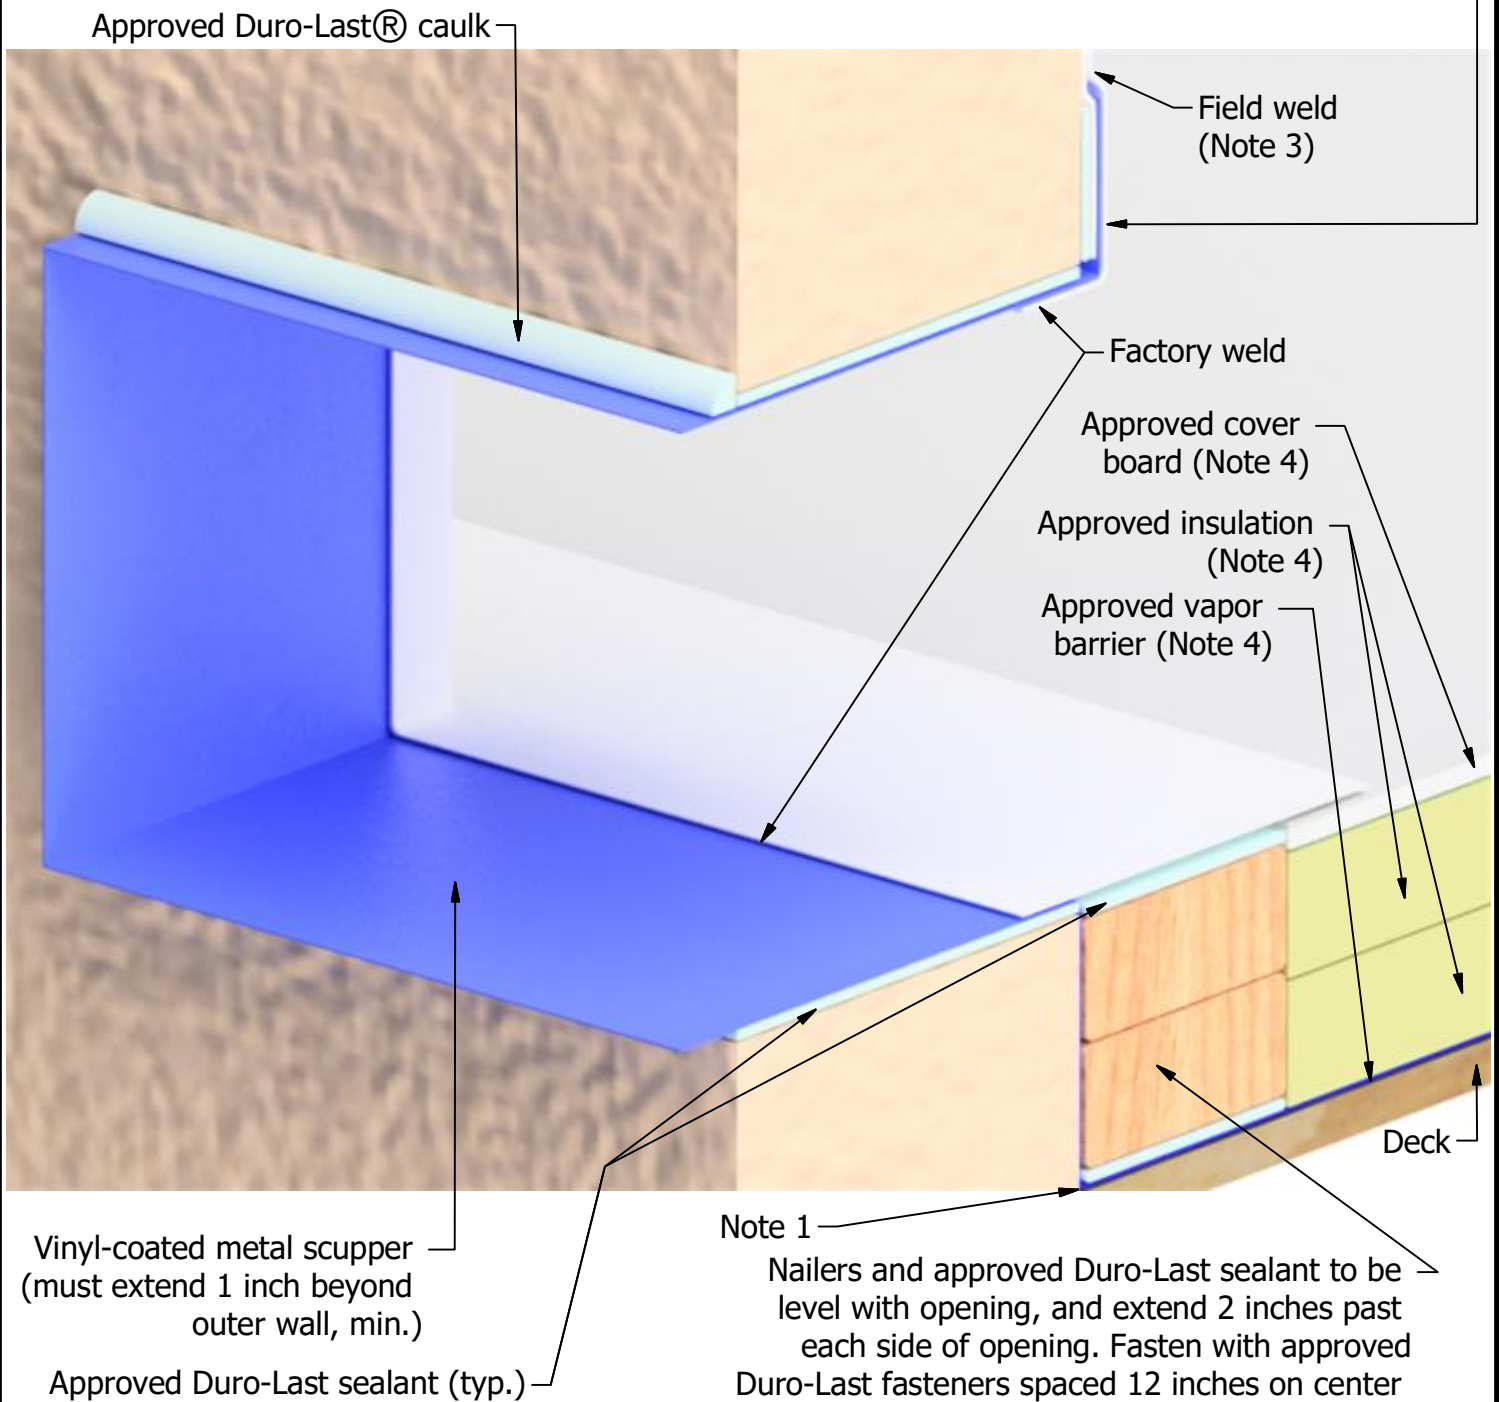 Approved Duro-Last® caulk
Field weld
(Note 3)
Factory weld
Approved cover
board (Note 4)
Approved insulation
(Note 4)
Approved vapor
barrier (Note 4)
Deck
Note 1
Vinyl-coated metal scupper
(must extend 1 inch beyond
outer wall, min.)
Nailers and approved Duro-Last sealant to be
level with opening, and extend 2 inches past
each side of opening. Fasten with approved
Duro-Last fasteners spaced 12 inches on center
Approved Duro-Last sealant (typ.)